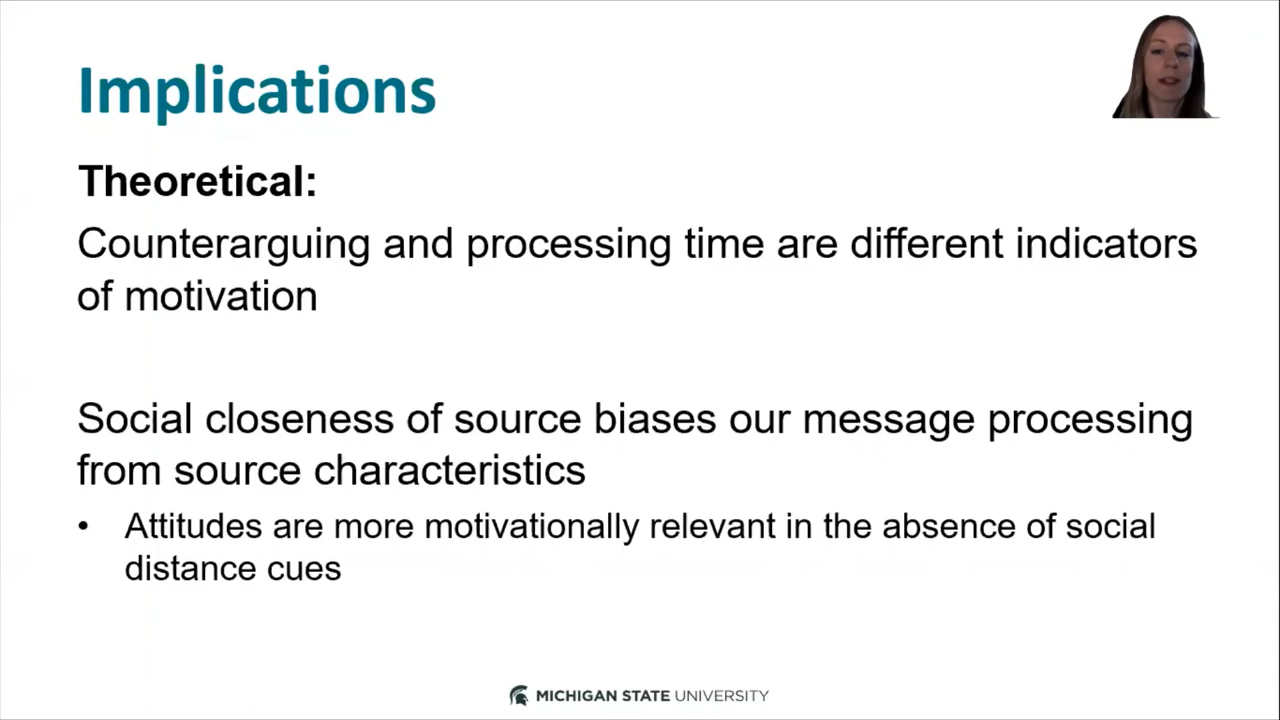 Implications
Theoretical:
Counterarguing and processing time are different indicators
of motivation
Social closeness of source biases our message processing
from source characteristics
• Attitudes are more motivationally relevant in the absence of social
distance cues
MICHIGAN STATE UNIVERSITY